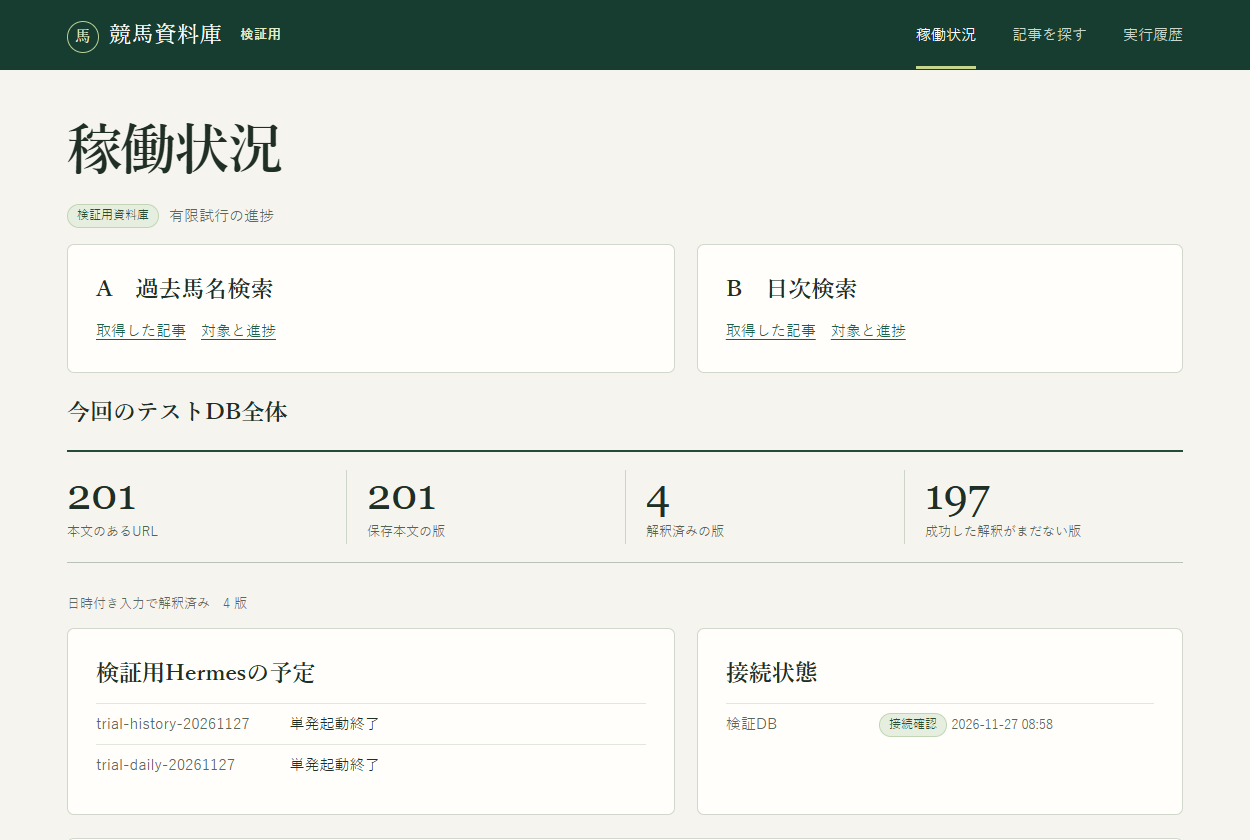 馬 競馬資料庫 検証用 稼働状況 記事を探す 実行履歴
稼働状況
検証用資料庫 有限試行の進捗
A 過去馬名検索
取得した記事 対象と進捗
B 日次検索
取得した記事 対象と進捗
今回のテストDB全体
201
本文のあるURL
201
保存本文の版
4
解釈済みの版
197
成功した解釈がまだない版
日時付き入力で解釈済み 4 版
検証用Hermesの予定
trial-history-20261127 単発起動終了
trial-daily-20261127 単発起動終了
接続状態
検証DB 接続確認 2026-11-27 08:58